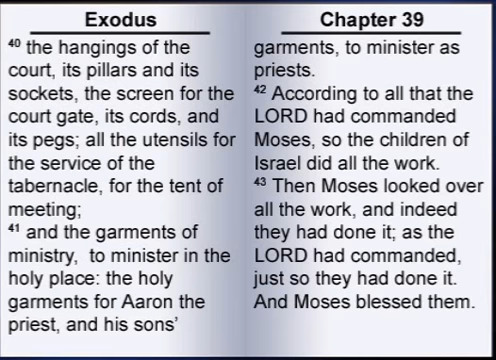 Exodus
⁴⁰ the hangings of the
court, its pillars and its
sockets, the screen for the
court gate, its cords, and
its pegs; all the utensils for
the service of the
tabernacle, for the tent of
meeting;
⁴¹ and the garments of
ministry,  to minister in the
holy place: the holy
garments for Aaron the
priest, and his sons’
Chapter 39
garments, to minister as
priests.
⁴² According to all that the
LORD had commanded
Moses, so the children of
Israel did all the work.
⁴³ Then Moses looked over
all the work, and indeed
they had done it; as the
LORD had commanded,
just so they had done it.
And Moses blessed them.